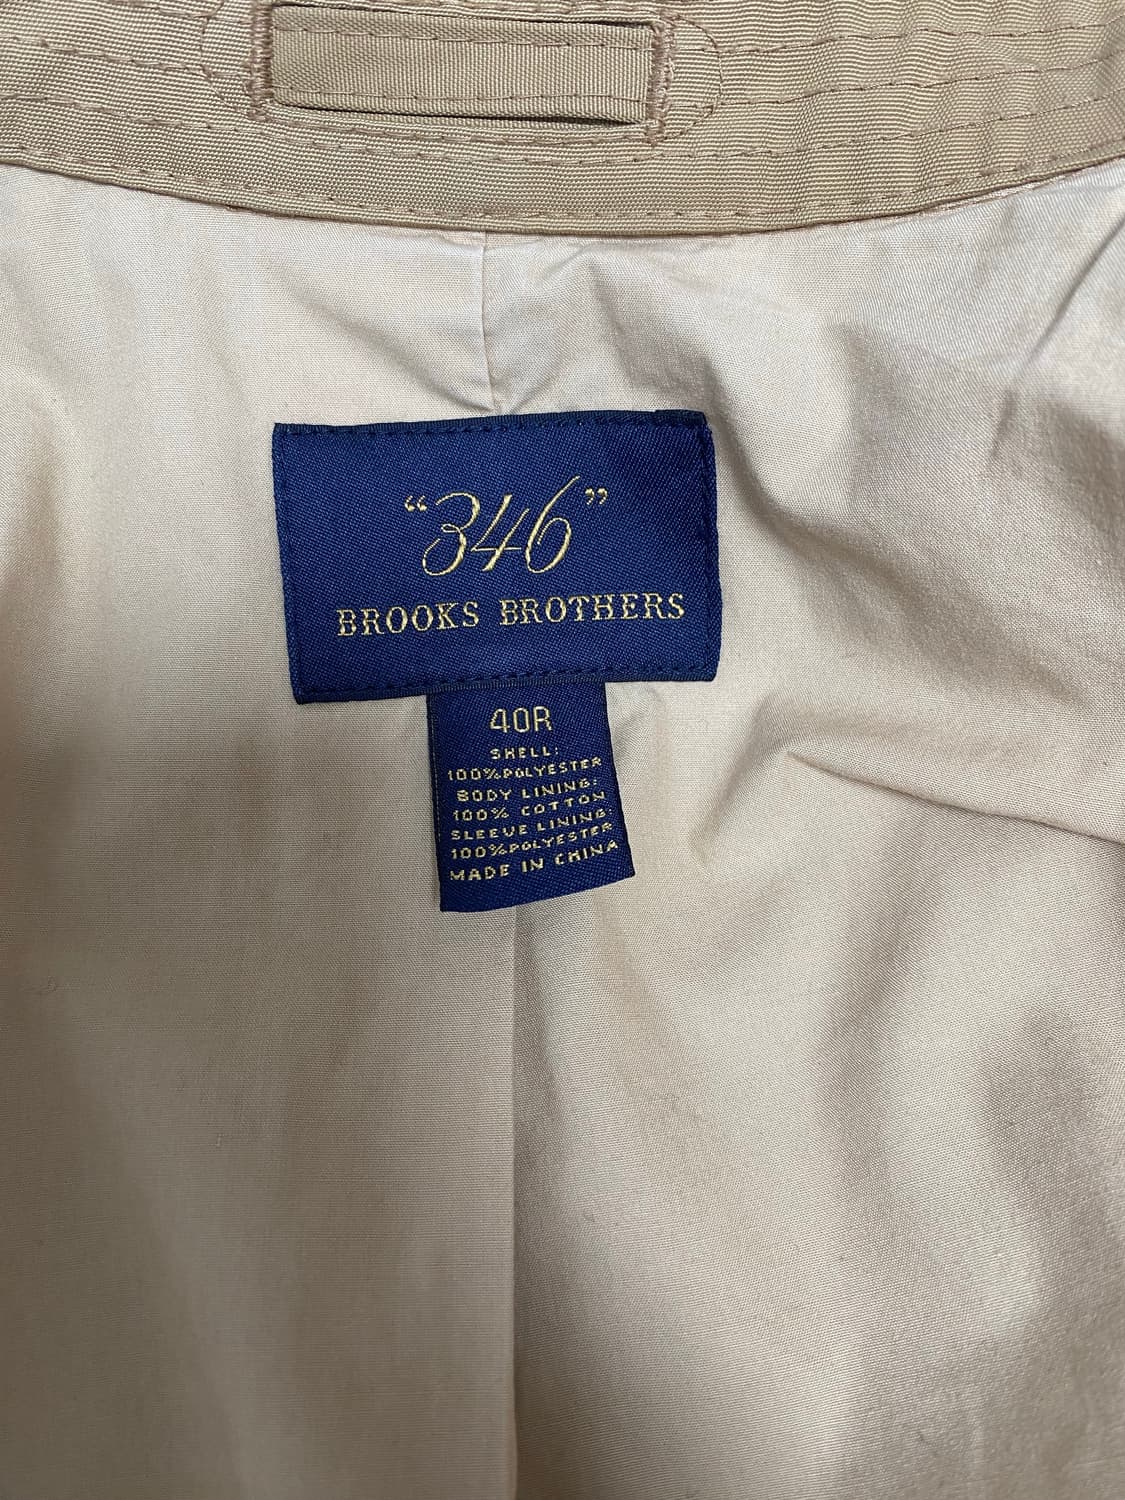 “346”
BROOKS BROTHERS
40R
SHELL:
100%POLYESTER
BODY LINING:
100% COTTON
SLEEVE LINING:
100%POLYESTER
MADE IN CHINA